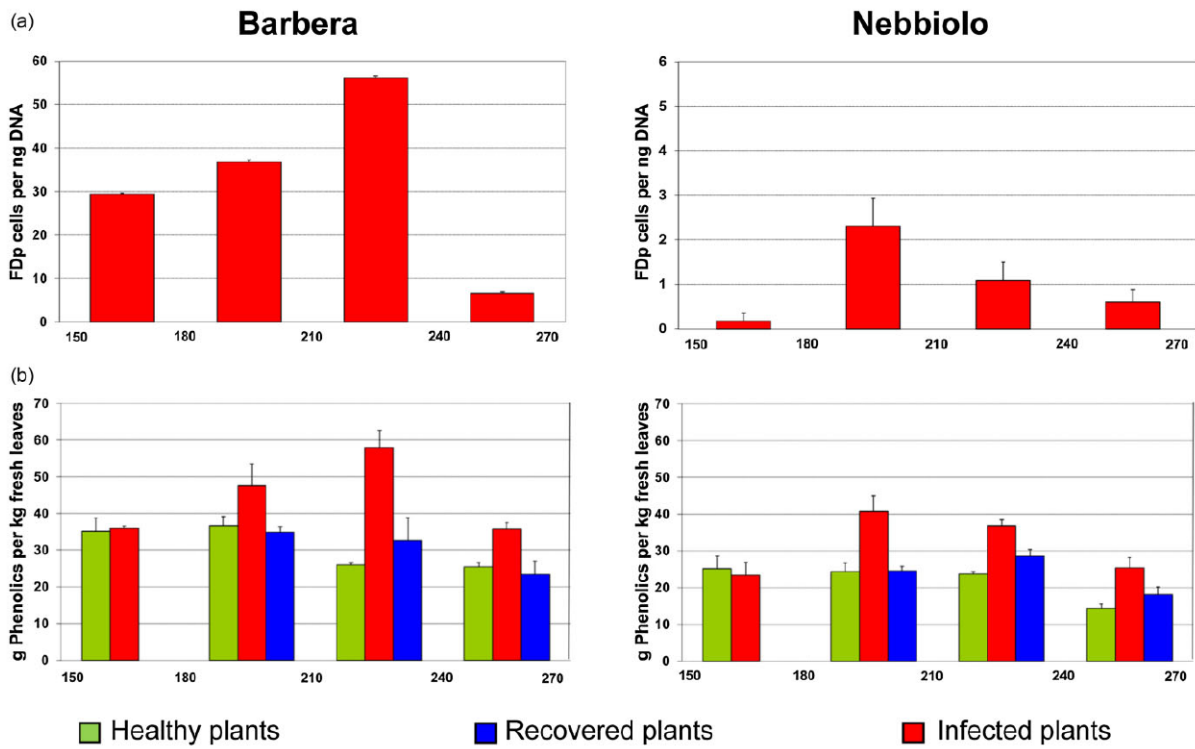 (a)
Barbera
Nebbiolo
FDp cells per ng DNA
60
50
40
30
20
10
0
150 180 210 240 270
FDp cells per ng DNA
6
5
4
3
2
1
0
150 180 210 240 270
(b)
g Phenolics per kg fresh leaves
70
60
50
40
30
20
10
0
150 180 210 240 270
g Phenolics per kg fresh leaves
70
60
50
40
30
20
10
0
150 180 210 240 270
Healthy plants Recovered plants Infected plants